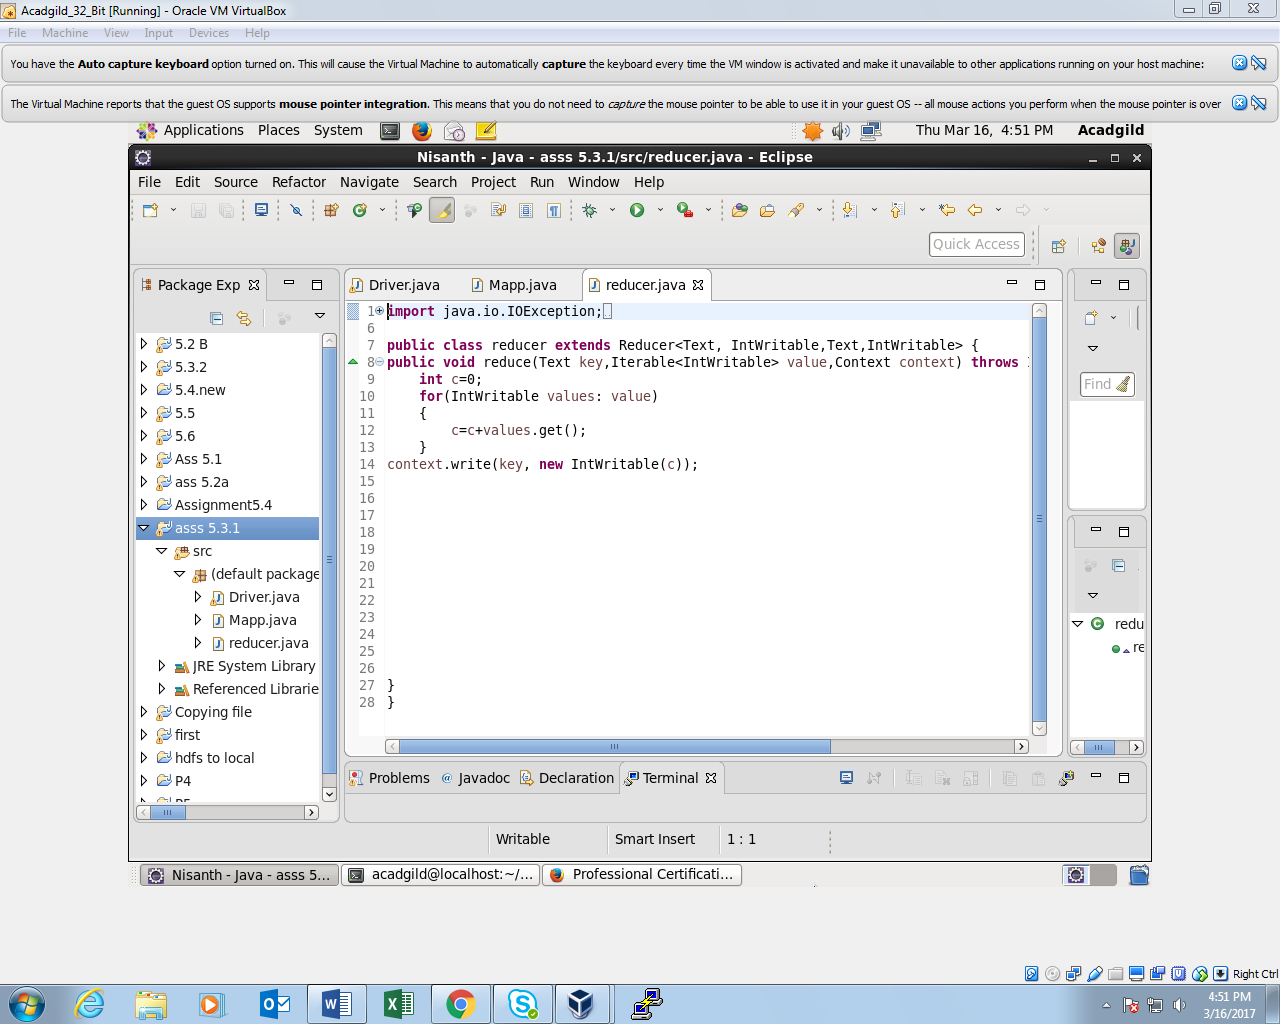 Acadgild_32_Bit [Running] - Oracle VM VirtualBox
File Machine View Input Devices Help
You have the Auto capture keyboard option turned on. This will cause the Virtual Machine to automatically capture the keyboard every time the VM window is activated and make it unavailable to other applications running on your host machine:
The Virtual Machine reports that the guest OS supports mouse pointer integration. This means that you do not need to capture the mouse pointer to be able to use it in your guest OS -- all mouse actions you perform when the mouse pointer is over
Applications Places System Thu Mar 16, 4:51 PM Acadgild
Nisanth - Java - asss 5.3.1/src/reducer.java - Eclipse
File Edit Source Refactor Navigate Search Project Run Window Help
Quick Access
Package Exp
5.2 B
5.3.2
5.4.new
5.5
5.6
Ass 5.1
ass 5.2a
Assignment5.4
asss 5.3.1
src
(default package
Driver.java
Mapp.java
reducer.java
JRE System Library
Referenced Librarie
Copying file
first
hdfs to local
P4
Driver.java Mapp.java reducer.java
1 import java.io.IOException;
6
7 public class reducer extends Reducer<Text, IntWritable,Text,IntWritable> {
8 public void reduce(Text key,Iterable<IntWritable> value,Context context) throws
9 int c=0;
10 for(IntWritable values: value)
11 {
12 c=c+values.get();
13 }
14 context.write(key, new IntWritable(c));
15
16
17
18
19
20
21
22
23
24
25
26
27 }
28 }
Find
redu
re
Problems Javadoc Declaration Terminal
Writable Smart Insert 1 : 1
Nisanth - Java - asss 5... acadgild@localhost:~/... Professional Certificati...
Right Ctrl
4:51 PM
3/16/2017